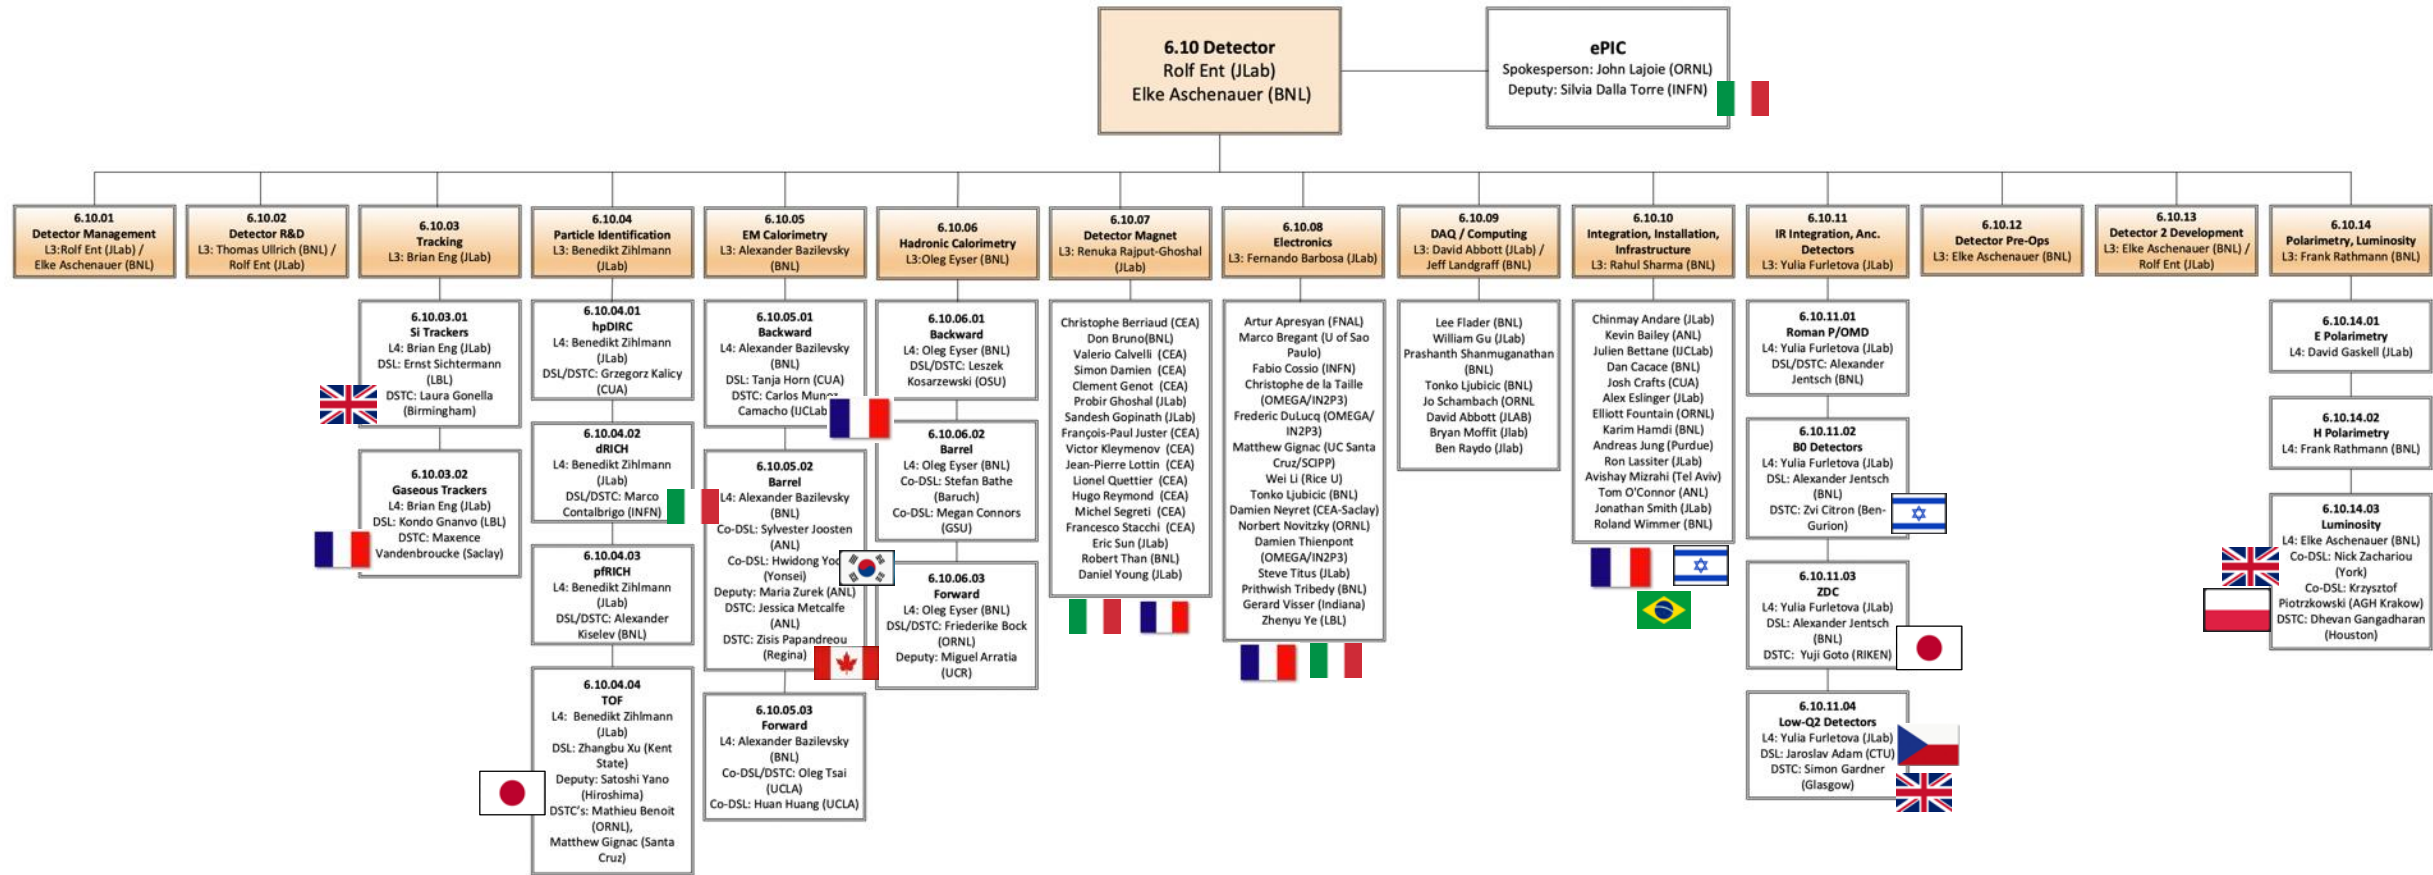 6.10 Detector
Rolf Ent (JLab)
Elke Aschenauer (BNL)
ePIC
Spokesperson: John Lajoie (ORNL)
Deputy: Silvia Dalla Torre (INFN)
6.10.01
Detector Management
L3:Rolf Ent (JLab) /
Elke Aschenauer (BNL)
6.10.02
Detector R&D
L3: Thomas Ullrich (BNL) /
Rolf Ent (JLab)
6.10.03
Tracking
L3: Brian Eng (JLab)
6.10.04
Particle Identification
L3: Benedikt Zihlmann
(JLab)
6.10.05
EM Calorimetry
L3: Alexander Bazilevsky
(BNL)
6.10.06
Hadronic Calorimetry
L3:Oleg Eyser (BNL)
6.10.07
Detector Magnet
L3: Renuka Rajput-Ghoshal
(JLab)
6.10.08
Electronics
L3: Fernando Barbosa (JLab)
6.10.09
DAQ / Computing
L3: David Abbott (JLab) /
Jeff Landgraff (BNL)
6.10.10
Integration, Installation,
Infrastructure
L3: Rahul Sharma (BNL)
6.10.11
IR Integration, Anc.
Detectors
L3: Yulia Furletova (JLab)
6.10.12
Detector Pre-Ops
L3: Elke Aschenauer (BNL)
6.10.13
Detector 2 Development
L3: Elke Aschenauer (BNL) /
Rolf Ent (JLab)
6.10.14
Polarimetry, Luminosity
L3: Frank Rathmann (BNL)
6.10.03.01
Si Trackers
L4: Brian Eng (JLab)
DSL: Ernst Sichtermann
(LBL)
DSTC: Laura Gonella
(Birmingham)
6.10.03.02
Gaseous Trackers
L4: Brian Eng (JLab)
DSL: Kondo Gnanvo (LBL)
DSTC: Maxence
Vandenbroucke (Saclay)
6.10.04.01
hpDIRC
L4: Benedikt Zihlmann
(JLab)
DSL/DSTC: Grzegorz Kalicy
(CUA)
6.10.04.02
dRICH
L4: Benedikt Zihlmann
(JLab)
DSL/DSTC: Marco
Contalbrigo (INFN)
6.10.04.03
pfRICH
L4: Benedikt Zihlmann
(JLab)
DSL/DSTC: Alexander
Kiselev (BNL)
6.10.04.04
TOF
L4: Benedikt Zihlmann
(JLab)
DSL: Zhangbu Xu (Kent
State)
Deputy: Satoshi Yano
(Hiroshima)
DSTC's: Mathieu Benoit
(ORNL),
Matthew Gignac (Santa
Cruz)
6.10.05.01
Backward
L4: Alexander Bazilevsky
(BNL)
DSL: Tanja Horn (CUA)
DSTC: Carlos Munoz
Camacho (IJCLab
6.10.05.02
Barrel
L4: Alexander Bazilevsky
(BNL)
Co-DSL: Sylvester Joosten
(ANL)
Co-DSL: Hwidong Yoo
(Yonsei)
Deputy: Maria Zurek (ANL)
DSTC: Jessica Metcalfe
(ANL)
DSTC: Zisis Papandreou
(Regina)
6.10.05.03
Forward
L4: Alexander Bazilevsky
(BNL)
Co-DSL/DSTC: Oleg Tsai
(UCLA)
Co-DSL: Huan Huang (UCLA)
6.10.06.01
Backward
L4: Oleg Eyser (BNL)
DSL/DSTC: Leszek
Kosarzewski (OSU)
6.10.06.02
Barrel
L4: Oleg Eyser (BNL)
Co-DSL: Stefan Bathe
(Baruch)
Co-DSL: Megan Connors
(GSU)
6.10.06.03
Forward
L4: Oleg Eyser (BNL)
DSL/DSTC: Friederike Bock
(ORNL)
Deputy: Miguel Arratia
(UCR)
Christophe Berriaud (CEA)
Don Bruno(BNL)
Valerio Calvelli (CEA)
Simon Damien (CEA)
Clement Genot (CEA)
Probir Ghoshal (JLab)
Sandesh Gopinath (JLab)
François-Paul Juster (CEA)
Victor Kleymenov (CEA)
Jean-Pierre Lottin (CEA)
Lionel Quettier (CEA)
Hugo Reymond (CEA)
Michel Segreti (CEA)
Francesco Stacchi (CEA)
Eric Sun (JLab)
Robert Than (BNL)
Daniel Young (JLab)
Artur Apresyan (FNAL)
Marco Bregant (U of Sao
Paulo)
Fabio Cossio (INFN)
Christophe de la Taille
(OMEGA/IN2P3)
Frederic DuLucq (OMEGA/
IN2P3)
Matthew Gignac (UC Santa
Cruz/SCIPP)
Wei Li (Rice U)
Tonko Ljubicic (BNL)
Damien Neyret (CEA-Saclay)
Norbert Novitzky (ORNL)
Damien Thienpont
(OMEGA/IN2P3)
Steve Titus (JLab)
Prithwish Tribedy (BNL)
Gerard Visser (Indiana)
Zhenyu Ye (LBL)
Lee Flader (BNL)
William Gu (JLab)
Prashanth Shanmuganathan
(BNL)
Tonko Ljubicic (BNL)
Jo Schambach (ORNL
David Abbott (JLAB)
Bryan Moffit (Jlab)
Ben Raydo (Jlab)
Chinmay Andare (JLab)
Kevin Bailey (ANL)
Julien Bettane (IJCLab)
Dan Cacace (BNL)
Josh Crafts (CUA)
Alex Eslinger (JLab)
Elliott Fountain (ORNL)
Karim Hamdi (BNL)
Andreas Jung (Purdue)
Ron Lassiter (JLab)
Avishay Mizrahi (Tel Aviv)
Tom O'Connor (ANL)
Jonathan Smith (JLab)
Roland Wimmer (BNL)
6.10.11.01
Roman P/OMD
L4: Yulia Furletova (JLab)
DSL/DSTC: Alexander
Jentsch (BNL)
6.10.11.02
B0 Detectors
L4: Yulia Furletova (JLab)
DSL: Alexander Jentsch
(BNL)
DSTC: Zvi Citron (Ben-
Gurion)
6.10.11.03
ZDC
L4: Yulia Furletova (JLab)
DSL: Alexander Jentsch
(BNL)
DSTC: Yuji Goto (RIKEN)
6.10.11.04
Low-Q2 Detectors
L4: Yulia Furletova (JLab)
DSL: Jaroslav Adam (CTU)
DSTC: Simon Gardner
(Glasgow)
6.10.14.01
E Polarimetry
L4: David Gaskell (JLab)
6.10.14.02
H Polarimetry
L4: Frank Rathmann (BNL)
6.10.14.03
Luminosity
L4: Elke Aschenauer (BNL)
Co-DSL: Nick Zachariou
(York)
Co-DSL: Krzysztof
Piotrzkowski (AGH Krakow)
DSTC: Dhevan Gangadharan
(Houston)